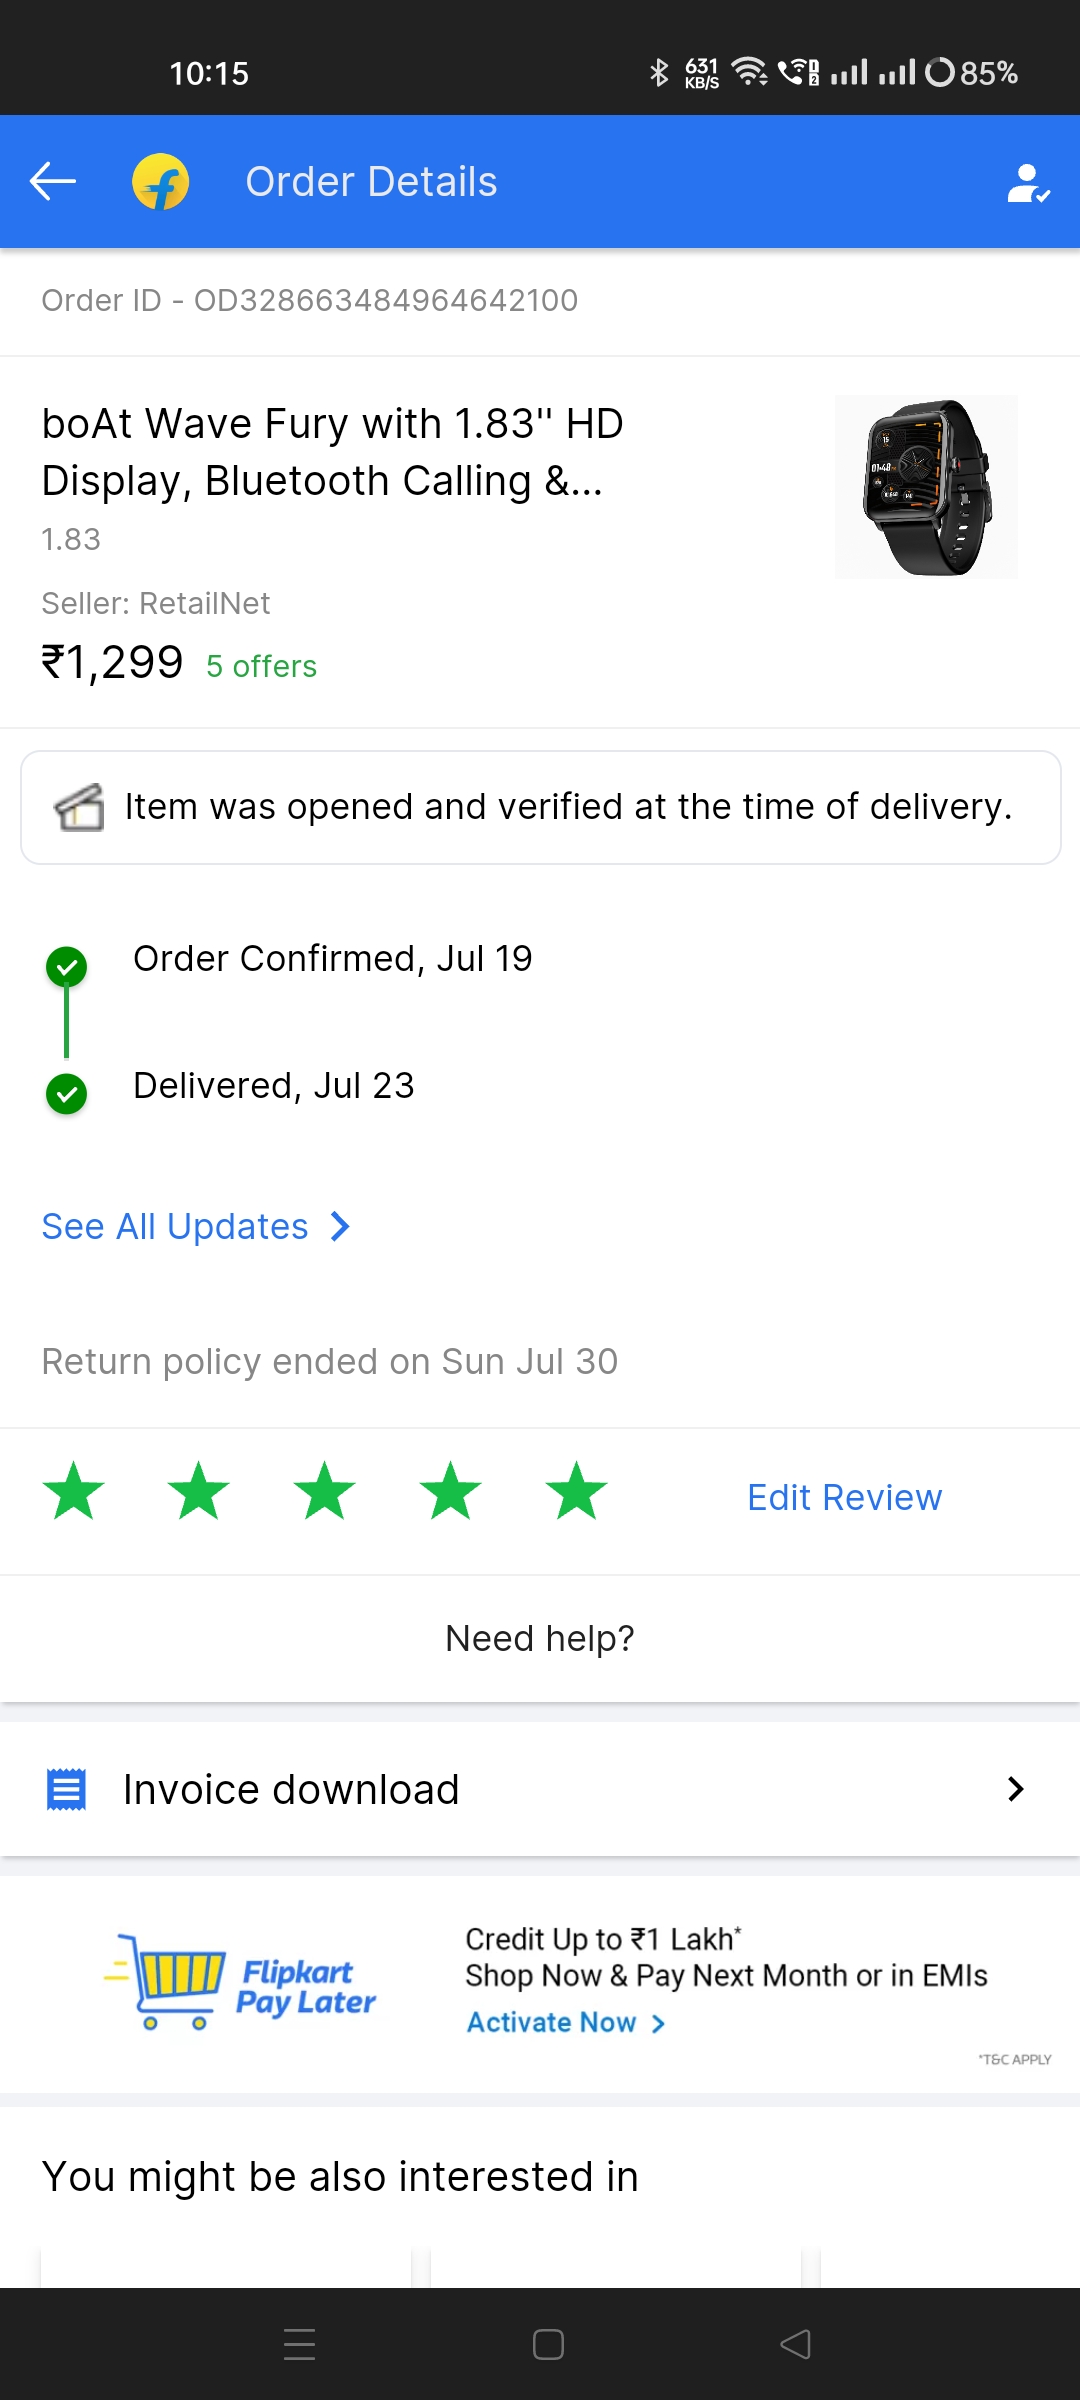 10:15
631
KB/S
85%
Order Details
Order ID - OD328663484964642100
boAt Wave Fury with 1.83" HD
Display, Bluetooth Calling &...
1.83
Seller: RetailNet
₹1,299 5 offers
Item was opened and verified at the time of delivery.
Order Confirmed, Jul 19
Delivered, Jul 23
See All Updates
Return policy ended on Sun Jul 30
Edit Review
Need help?
Invoice download
Flipkart
Pay Later
Credit Up to ₹1 Lakh*
Shop Now & Pay Next Month or in EMIs
Activate Now
*T&C APPLY
You might be also interested in